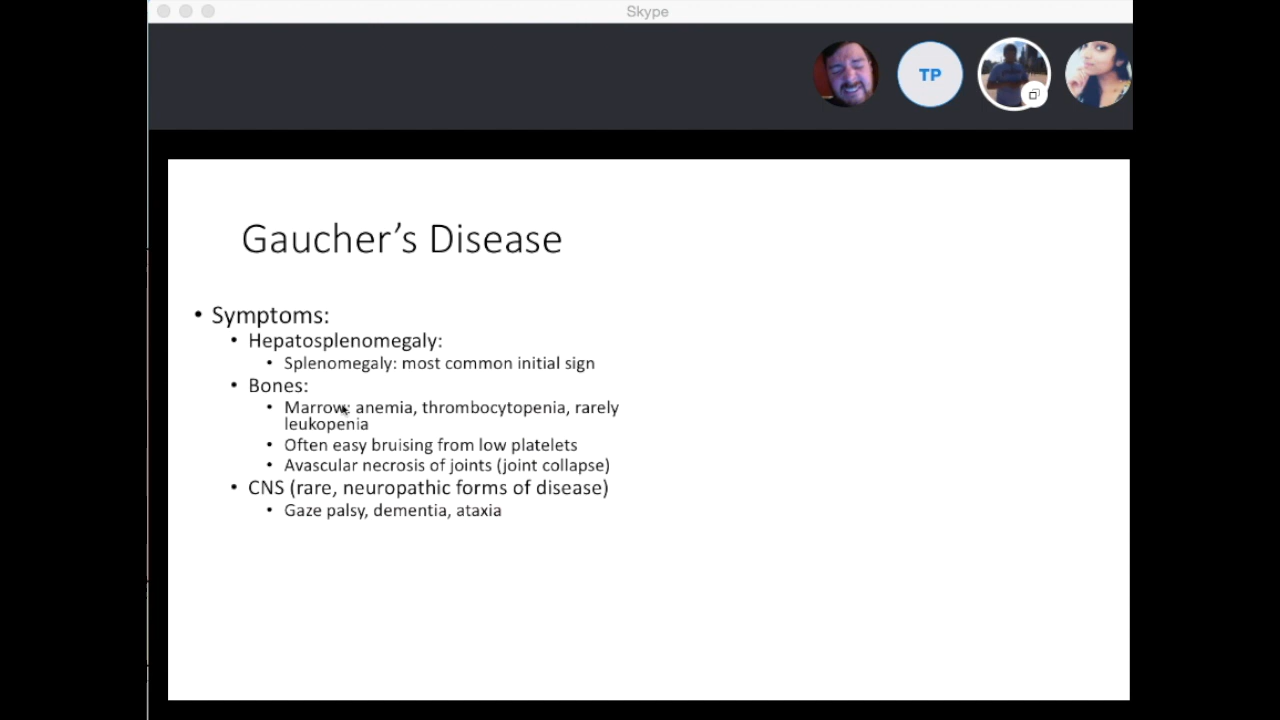 Skype
TP
Gaucher’s Disease
• Symptoms:
• Hepatosplenomegaly:
• Splenomegaly: most common initial sign
• Bones:
• Marrow: anemia, thrombocytopenia, rarely
leukopenia
• Often easy bruising from low platelets
• Avascular necrosis of joints (joint collapse)
• CNS (rare, neuropathic forms of disease)
• Gaze palsy, dementia, ataxia